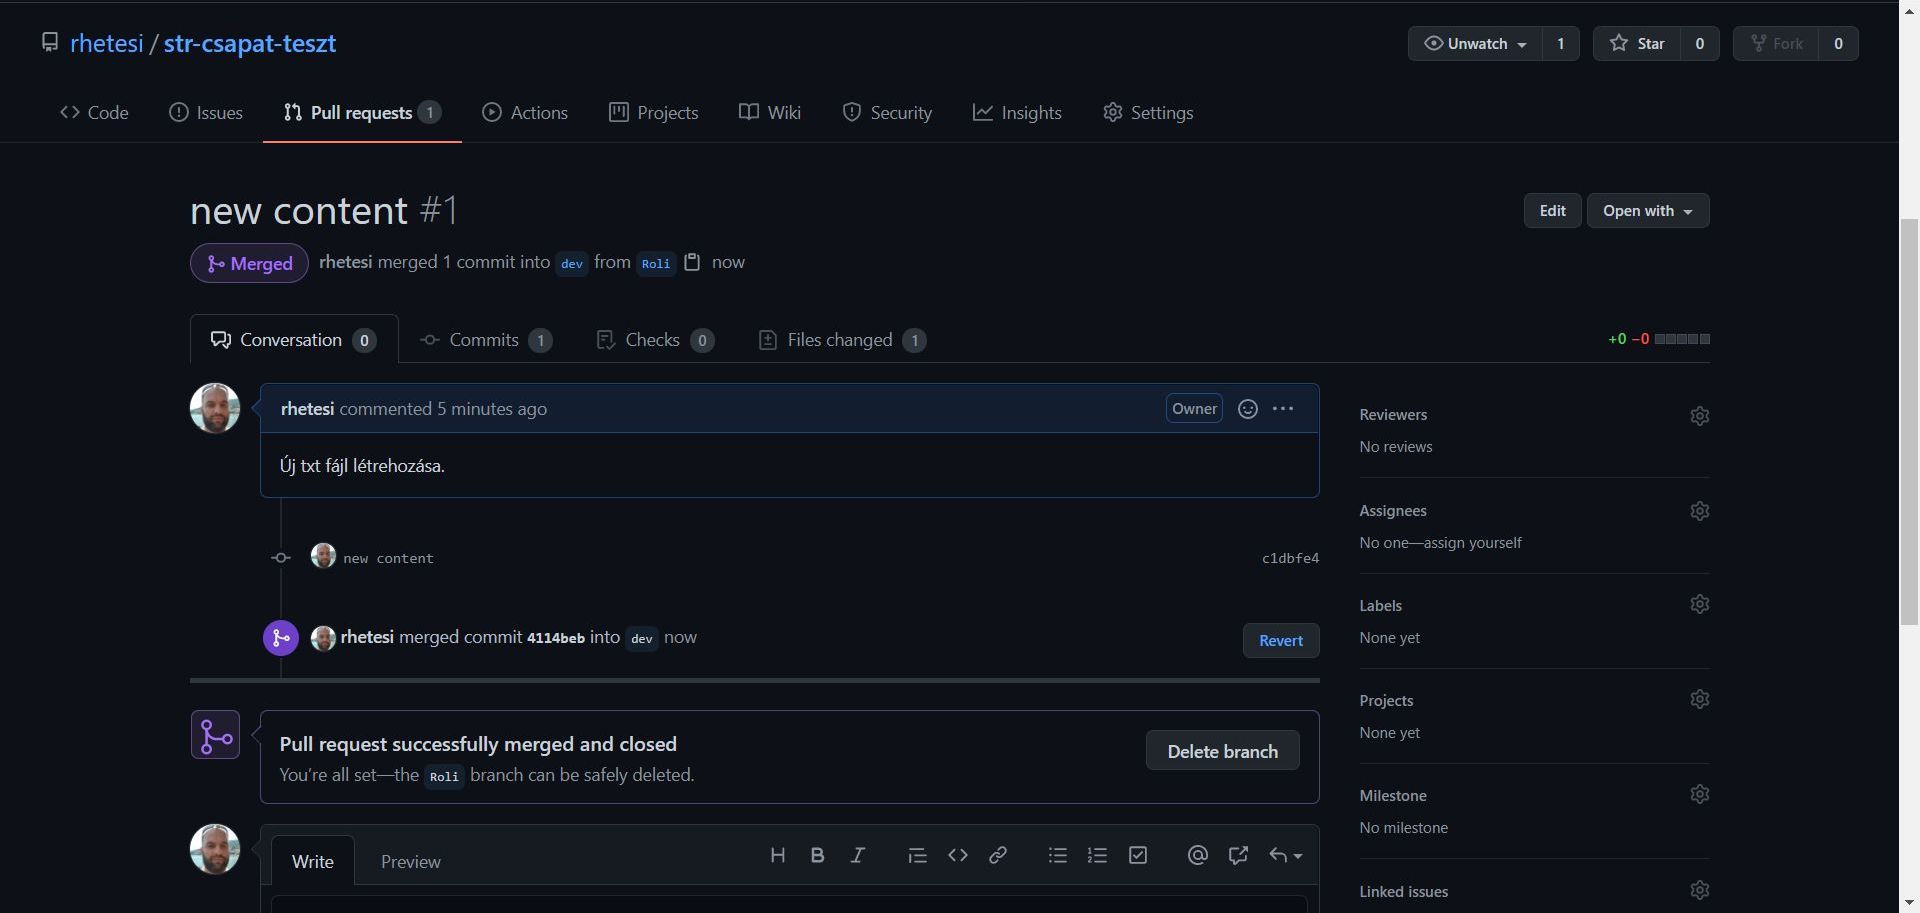 rhetesi / str-csapat-teszt
Unwatch 1 Star 0 Fork 0
Code Issues Pull requests 1 Actions Projects Wiki Security Insights Settings
new content #1
Edit Open with
Merged rhetesi merged 1 commit into dev from Roli now
Conversation 0 Commits 1 Checks 0 Files changed 1
+0 −0
rhetesi commented 5 minutes ago
Owner
Új txt fájl létrehozása.
new content
c1dbfe4
rhetesi merged commit 4114beb into dev now
Revert
Pull request successfully merged and closed
You're all set—the Roli branch can be safely deleted.
Delete branch
Write Preview
Reviewers
No reviews
Assignees
No one—assign yourself
Labels
None yet
Projects
None yet
Milestone
No milestone
Linked issues